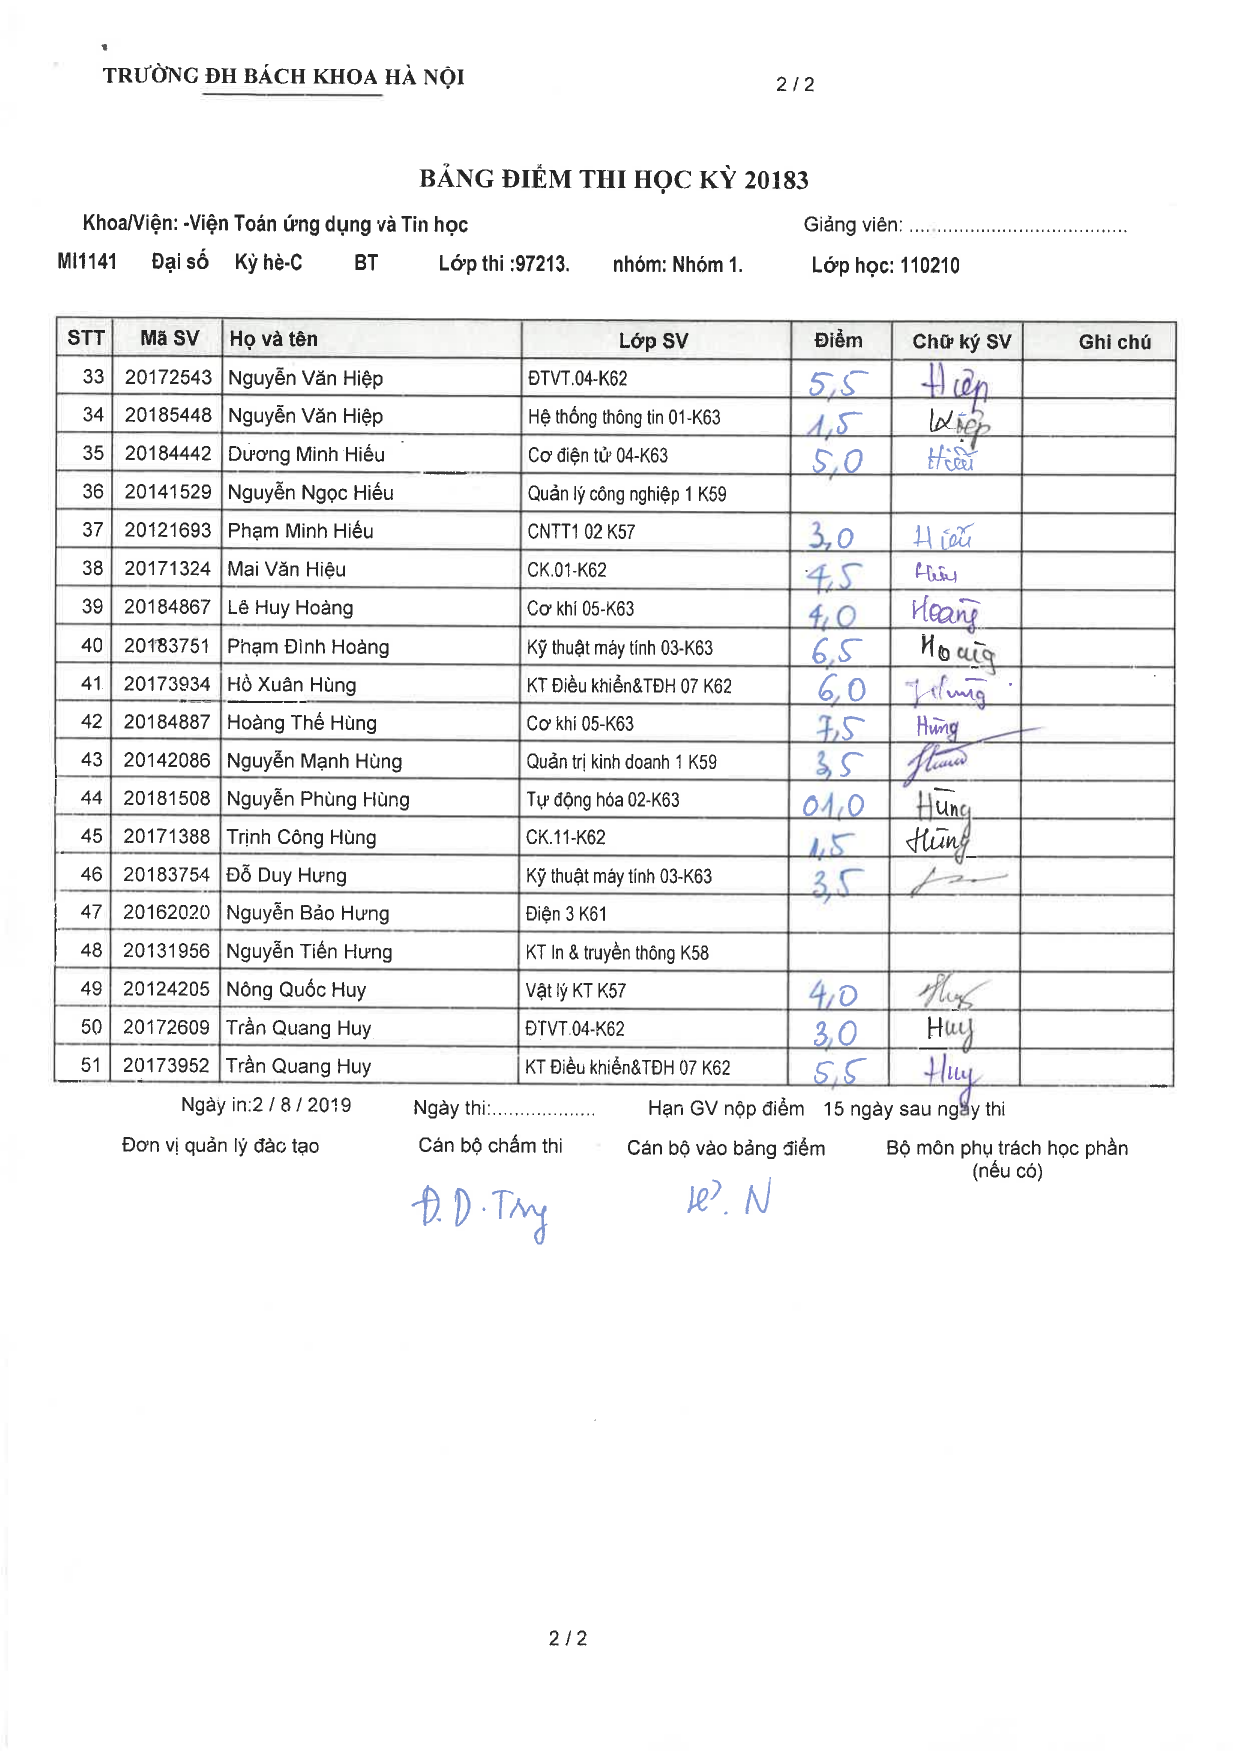 TRƯỜNG ĐH BÁCH KHOA HÀ NỘI 2 / 2
BẢNG ĐIỂM THI HỌC KỲ 20183
Khoa/Viện: -Viện Toán ứng dụng và Tin học Giảng viên: ........................................
MI1141 Đại số Kỳ hè-C BT Lớp thi :97213. nhóm: Nhóm 1. Lớp học: 110210
STT Mã SV Họ và tên Lớp SV Điểm Chữ ký SV Ghi chú
33 20172543 Nguyễn Văn Hiệp ĐTVT.04-K62 5,5 Hiệp
34 20185448 Nguyễn Văn Hiệp Hệ thống thông tin 01-K63 1,5 Hiệp
35 20184442 Dương Minh Hiếu Cơ điện tử 04-K63 5,0 Hiếu
36 20141529 Nguyễn Ngọc Hiếu Quản lý công nghiệp 1 K59
37 20121693 Phạm Minh Hiếu CNTT1 02 K57 3,0 Hiếu
38 20171324 Mai Văn Hiệu CK.01-K62 4,5
39 20184867 Lê Huy Hoàng Cơ khí 05-K63 4,0 Hoàng
40 20183751 Phạm Đình Hoàng Kỹ thuật máy tính 03-K63 6,5 Hoàng
41 20173934 Hồ Xuân Hùng KT Điều khiển&TĐH 07 K62 6,0 Hùng
42 20184887 Hoàng Thế Hùng Cơ khí 05-K63 7,5 Hùng
43 20142086 Nguyễn Mạnh Hùng Quản trị kinh doanh 1 K59 3,5
44 20181508 Nguyễn Phùng Hùng Tự động hóa 02-K63 01,0 Hùng
45 20171388 Trịnh Công Hùng CK.11-K62 1,5 Hùng
46 20183754 Đỗ Duy Hưng Kỹ thuật máy tính 03-K63 3,5
47 20162020 Nguyễn Bảo Hưng Điện 3 K61
48 20131956 Nguyễn Tiến Hưng KT In & truyền thông K58
49 20124205 Nông Quốc Huy Vật lý KT K57 4,0 Huy
50 20172609 Trần Quang Huy ĐTVT.04-K62 3,0 Huy
51 20173952 Trần Quang Huy KT Điều khiển&TĐH 07 K62 5,5 Huy
Ngày in:2 / 8 / 2019 Ngày thi:................... Hạn GV nộp điểm 15 ngày sau ngày thi
Đơn vị quản lý đào tạo Cán bộ chấm thi Cán bộ vào bảng điểm Bộ môn phụ trách học phần
(nếu có)
Đ.D.
2 / 2